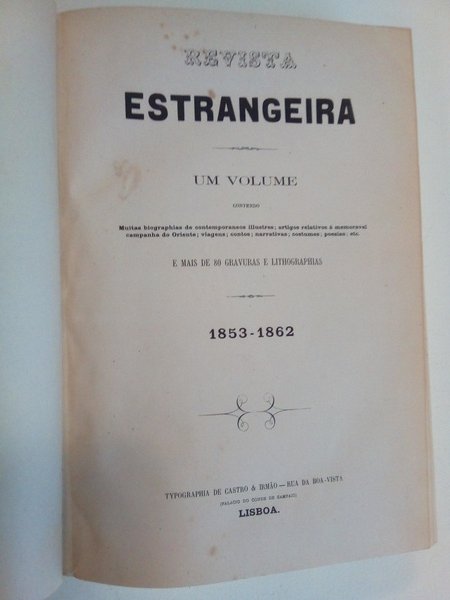 REVISTA
ESTRANGEIRA
UM VOLUME
CONTENDO
Muitas biographias de contemporaneos illustres; artigos relativos á memoravel
campanha do Oriente; viagens; contos; narrativas; costumes; poesias; etc.
E MAIS DE 80 GRAVURAS E LITHOGRAPHIAS
1853-1862
TYPOGRAPHIA DE CASTRO & IRMÃO — RUA DA BOA-VISTA
(PALACIO DO CONDE DE SAMPAIO)
LISBOA.